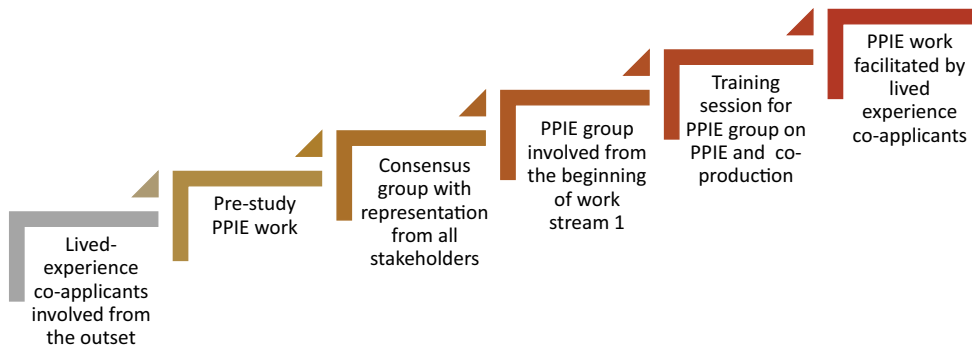 Lived-
experience
co-applicants
involved from
the outset
Pre-study
PPIE work
Consensus
group with
representation
from all
stakeholders
PPIE group
involved from
the beginning
of work
stream 1
Training
session for
PPIE group on
PPIE and co-
production
PPIE work
facilitated by
lived
experience
co-applicants